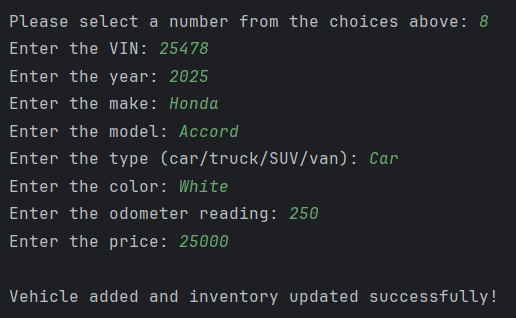 Please select a number from the choices above: 8
Enter the VIN: 25478
Enter the year: 2025
Enter the make: Honda
Enter the model: Accord
Enter the type (car/truck/SUV/van): Car
Enter the color: White
Enter the odometer reading: 250
Enter the price: 25000
Vehicle added and inventory updated successfully!